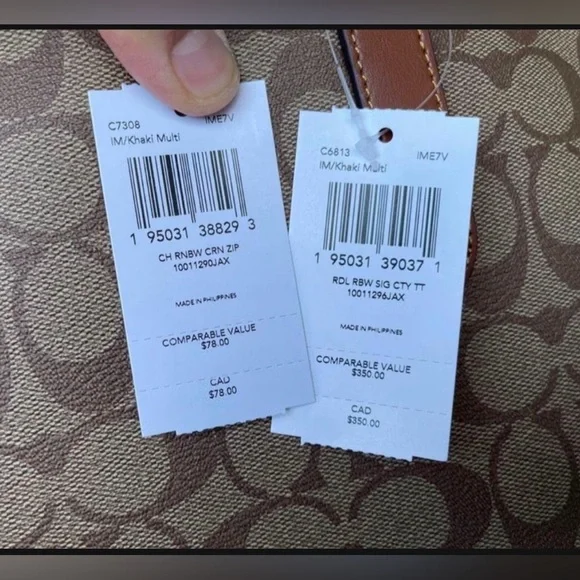 C7308 IME7V
IM/Khaki Multi
1 95031 38829 3
CH RNBW CRN ZIP
10011290JAX
MADE IN PHILIPPINES
COMPARABLE VALUE
$78.00
CAD
$78.00
C6813 IME7V
IM/Khaki Multi
1 95031 39037 1
RDL RBW SIG CTY TT
10011296JAX
MADE IN PHILIPPINES
COMPARABLE VALUE
$350.00
CAD
$350.00